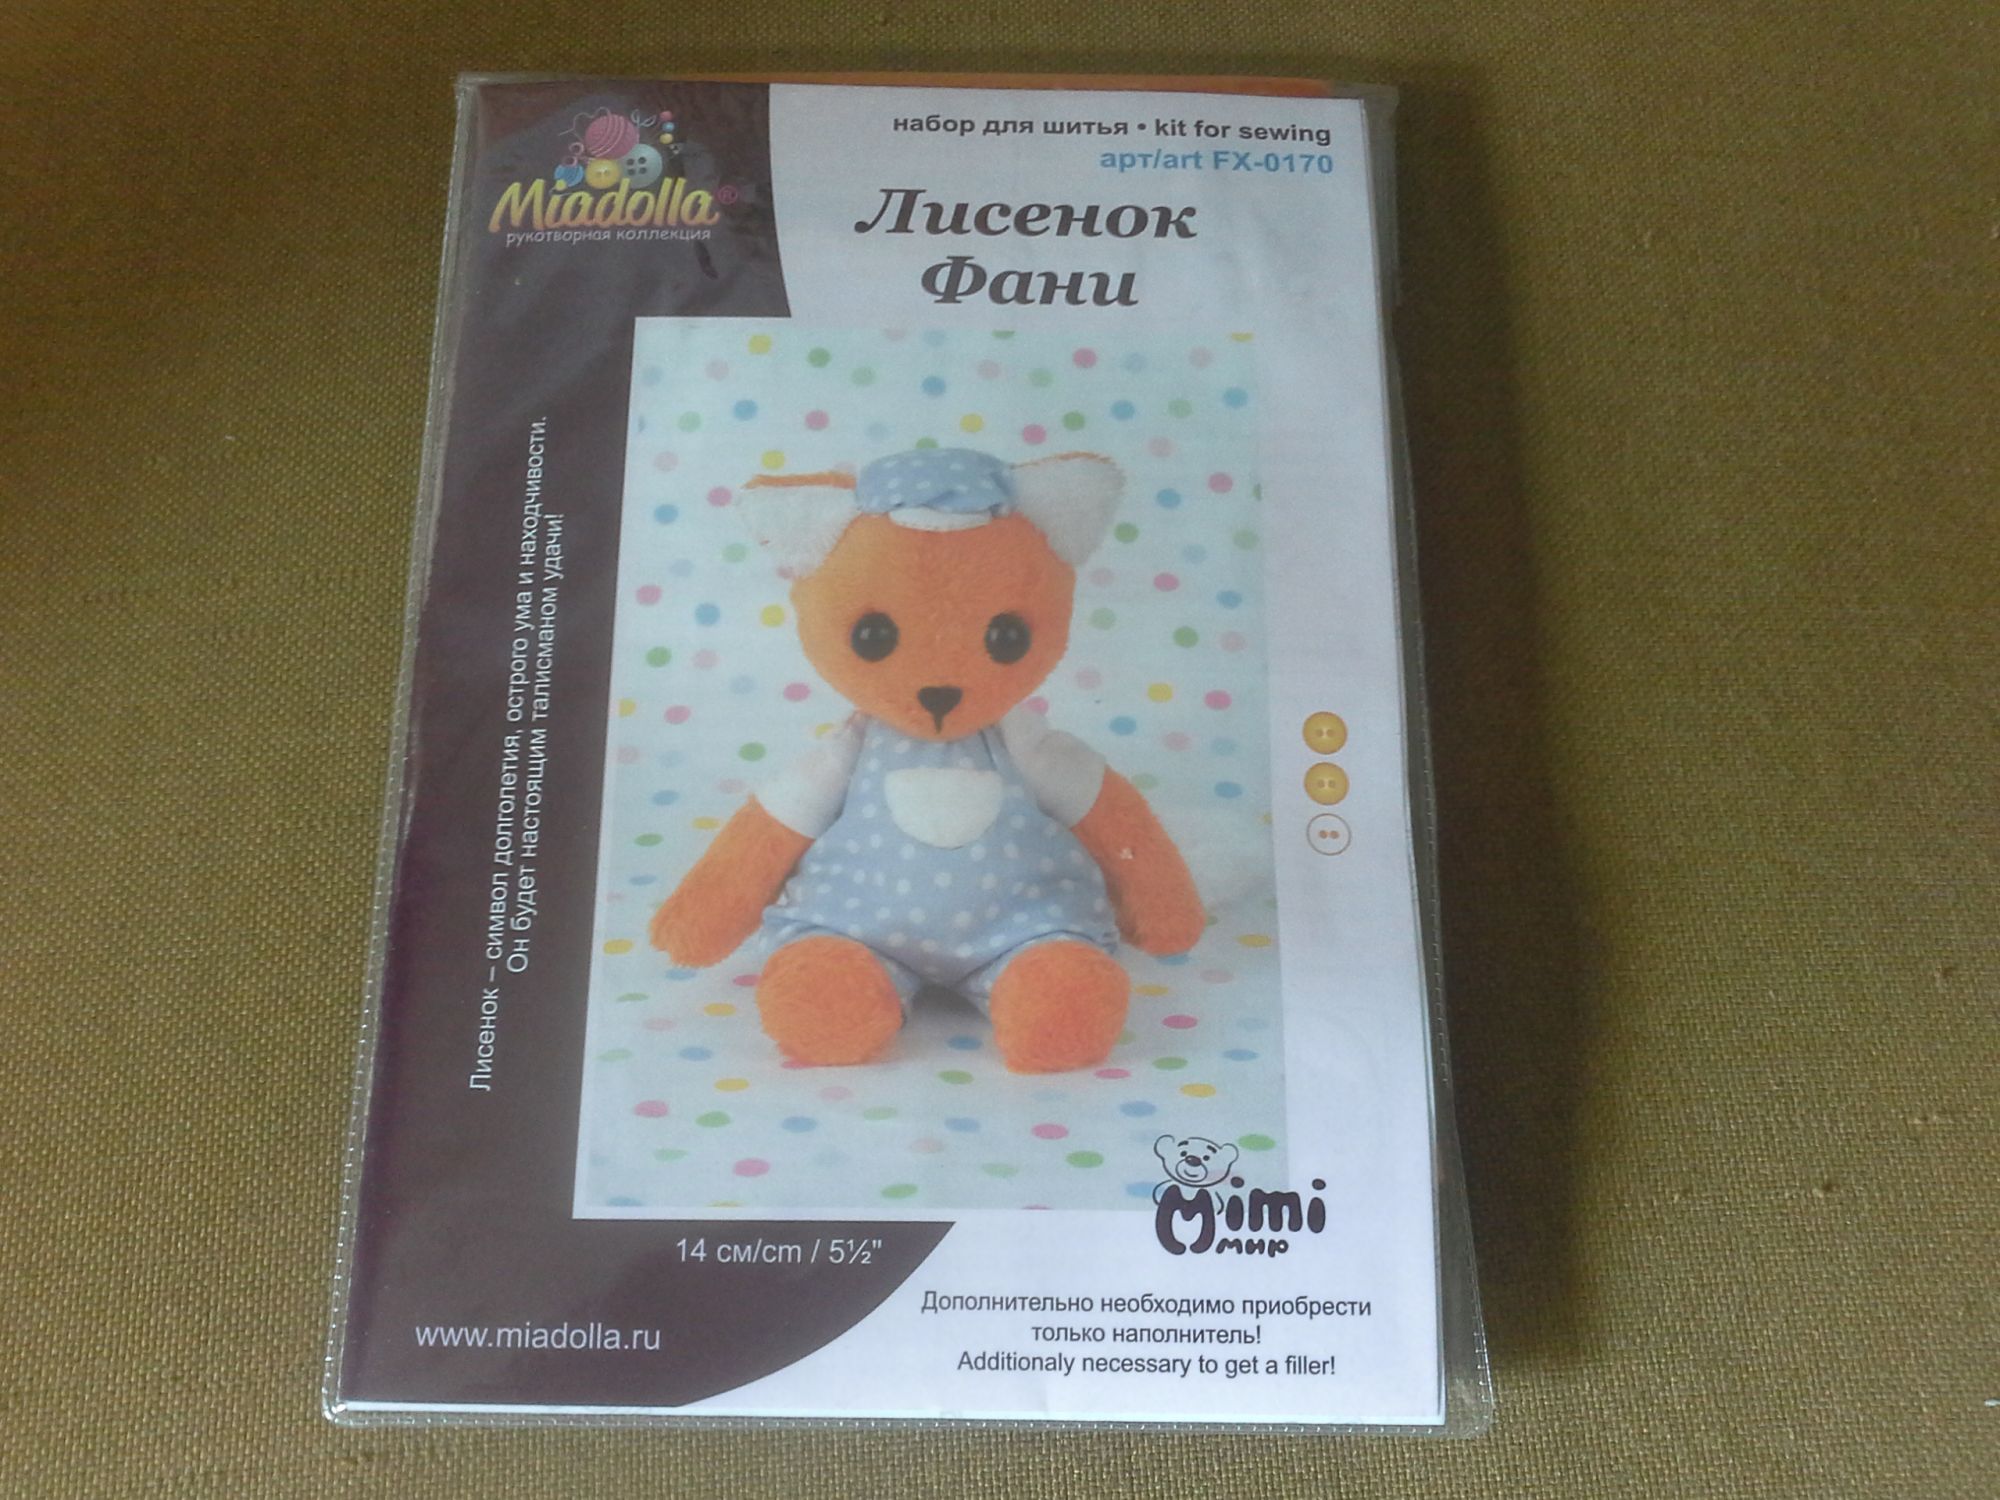 Miadolla®
рукотворная коллекция
набор для шитья • kit for sewing
арт/art FX-0170
Лисенок
Фани
Лисенок – символ долголетия, острого ума и находчивости.
Он будет настоящим талисманом удачи!
Mimi
мир
14 см/cm / 5½"
www.miadolla.ru
Дополнительно необходимо приобрести
только наполнитель!
Additionaly necessary to get a filler!